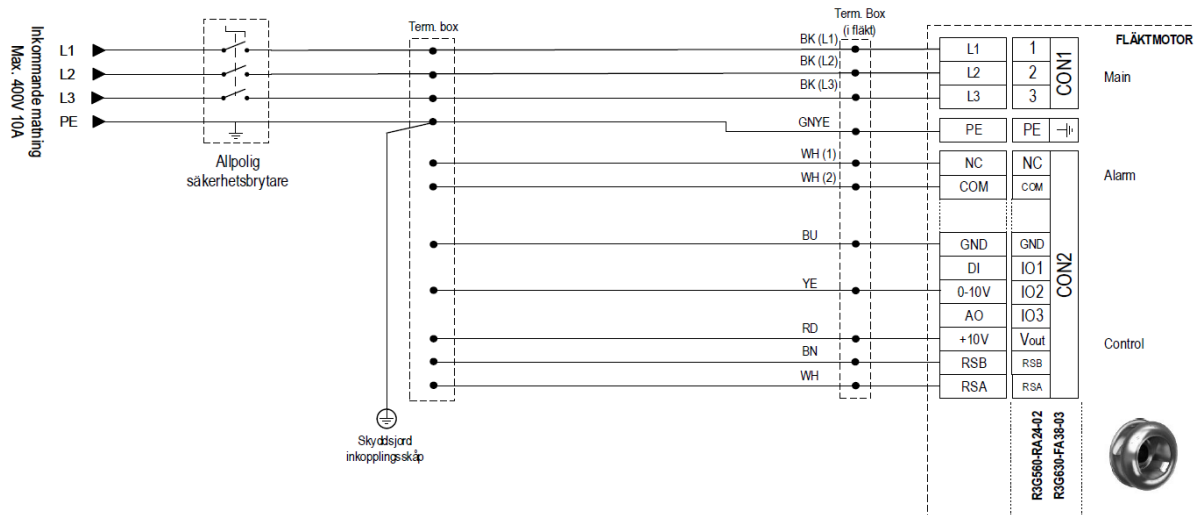 Inkommande matning
Max. 400V 10A
L1
L2
L3
PE
Allpolig
säkerhetsbrytare
Term. box
Skyddsjord
inkopplingsskåp
Term. Box
(i fläkt)
BK (L1)
BK (L2)
BK (L3)
GNYE
WH (1)
WH (2)
BU
YE
RD
BN
WH
FLÄKTMOTOR
L1 1
L2 2
L3 3
CON1
Main
PE PE
NC NC
COM COM
Alarm
GND GND
DI IO1
0-10V IO2
AO IO3
+10V Vout
RSB RSB
RSA RSA
CON2
Control
R3G560-RA24-02
R3G630-FA38-03